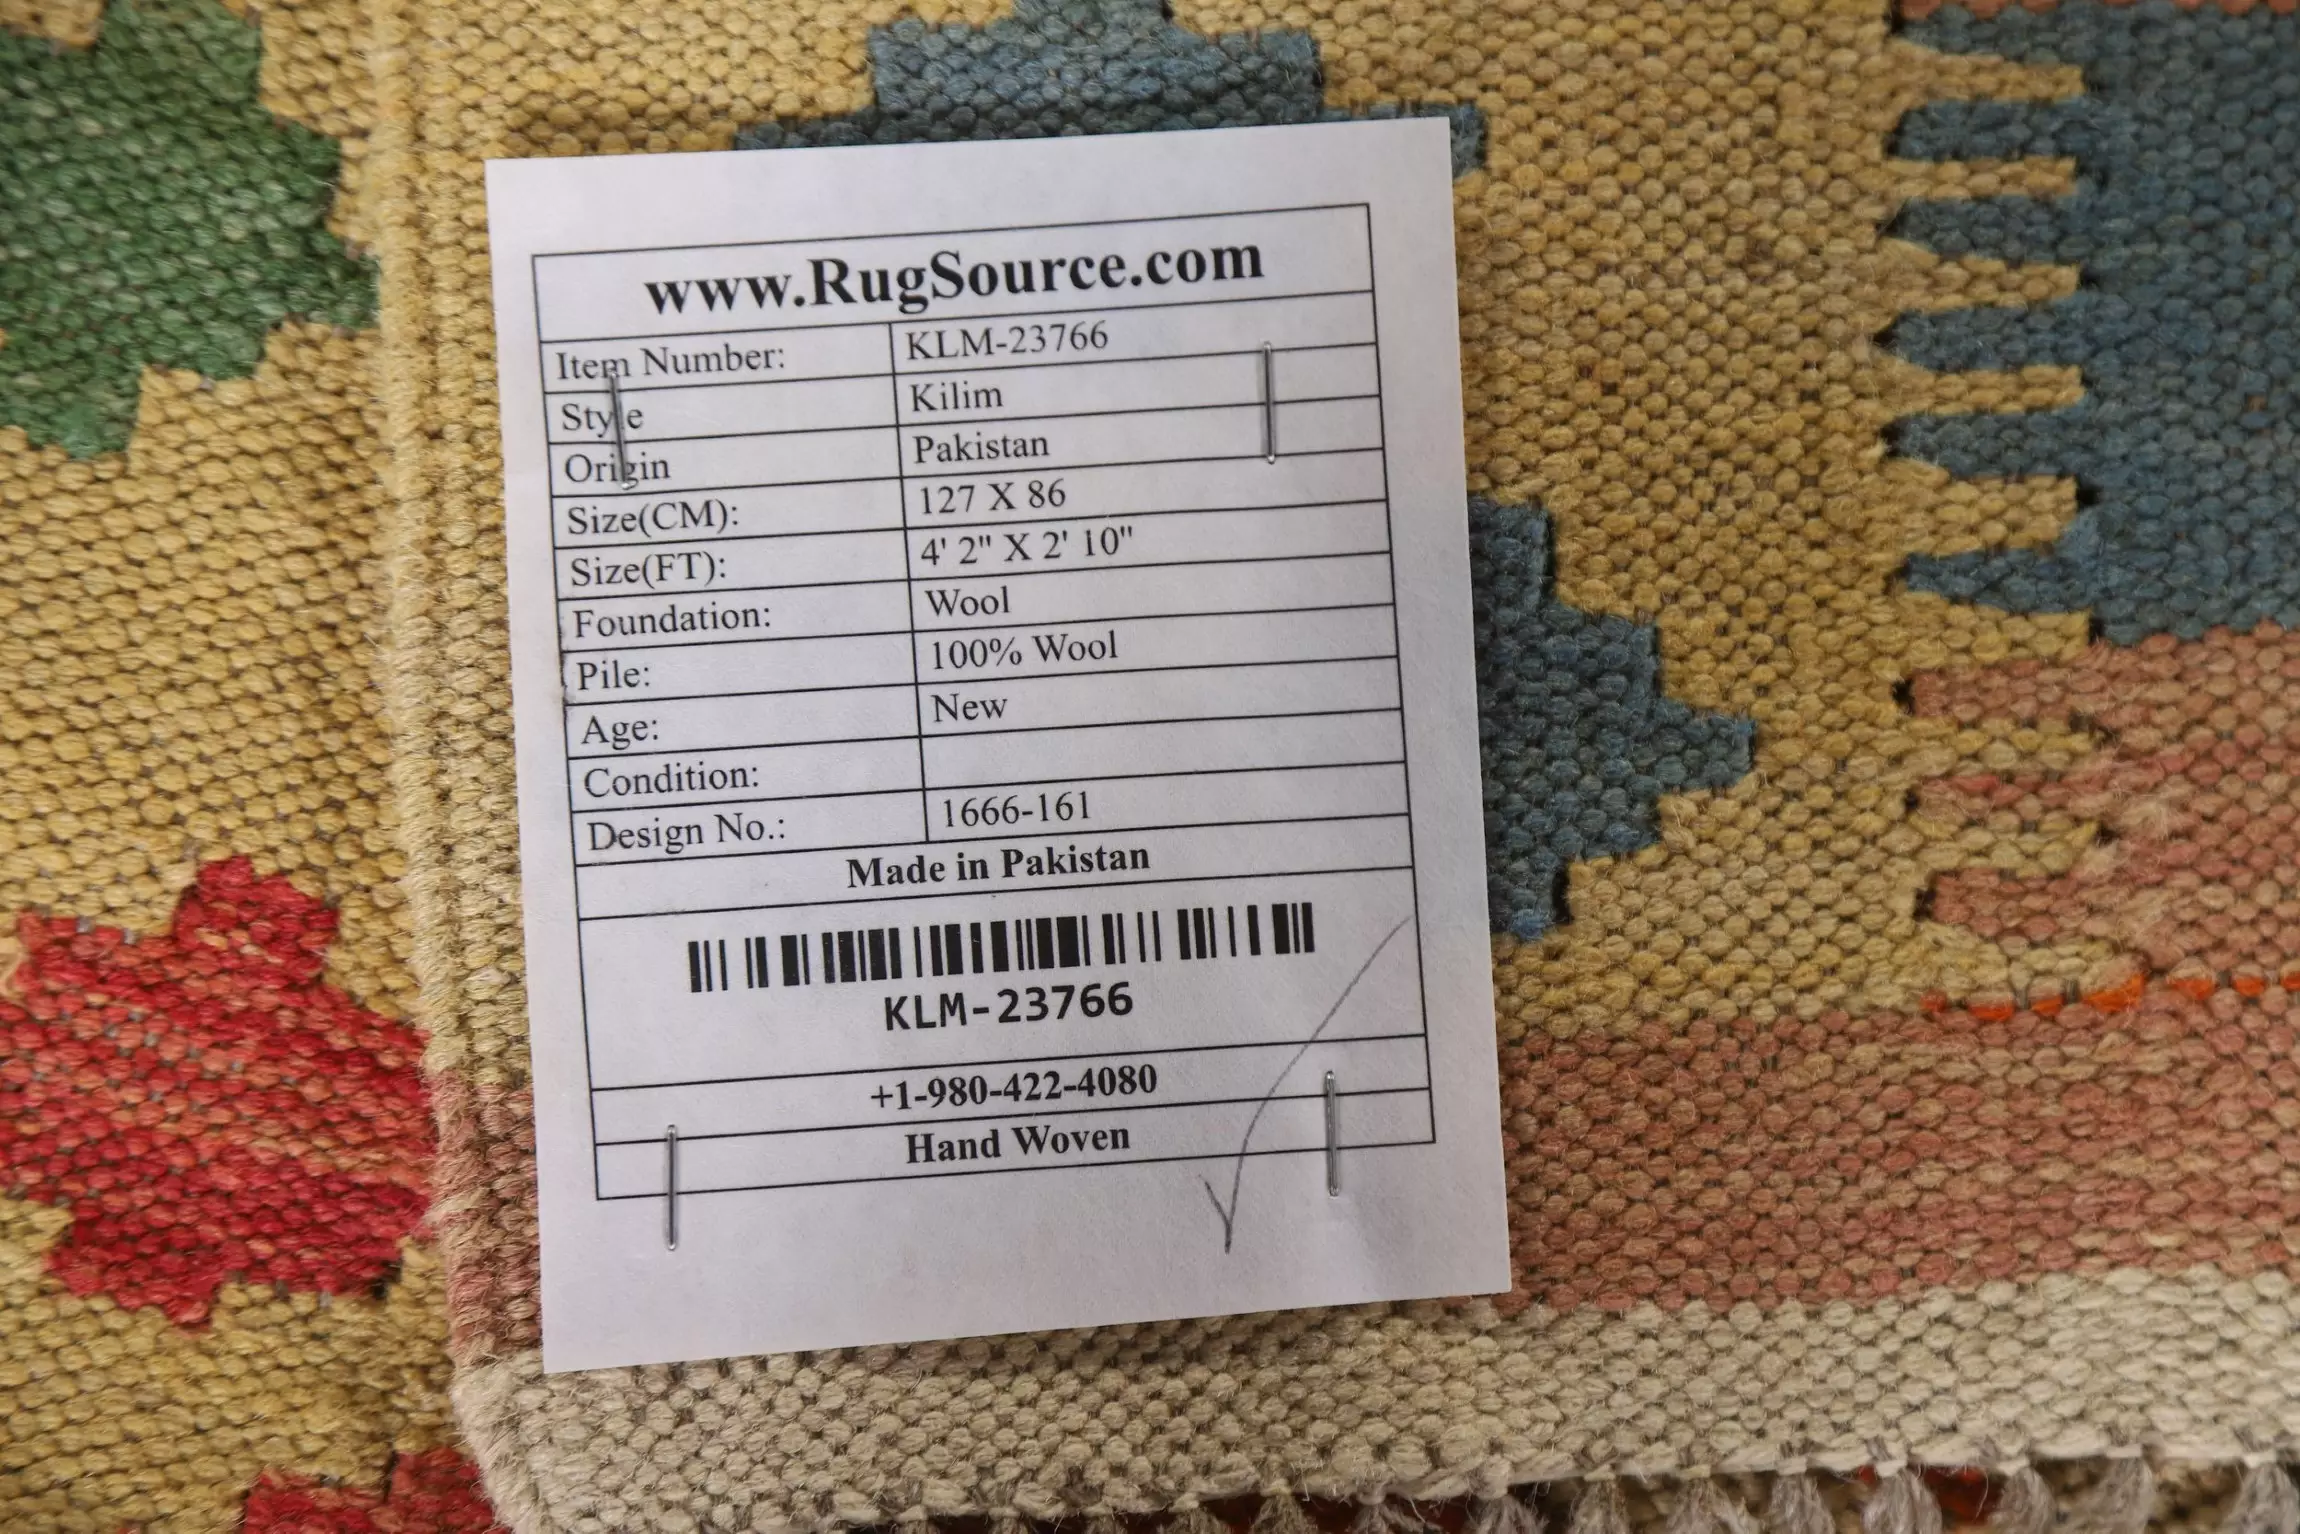 www.RugSource.com
Item Number: KLM-23766
Style Kilim
Origin Pakistan
Size(CM): 127 X 86
Size(FT): 4' 2" X 2' 10"
Foundation: Wool
Pile: 100% Wool
Age: New
Condition:
Design No.: 1666-161
Made in Pakistan
KLM-23766
+1-980-422-4080
Hand Woven